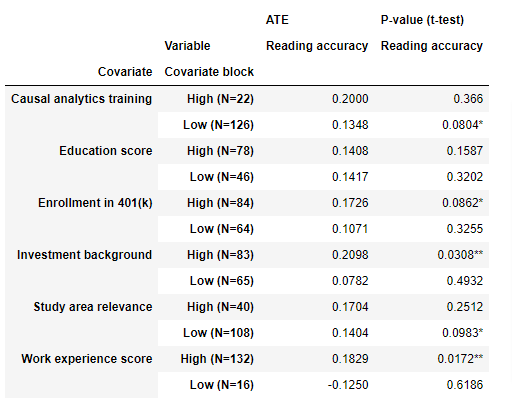 ATE P-value (t-test)
Variable Reading accuracy Reading accuracy
Covariate Covariate block
Causal analytics training High (N=22) 0.2000 0.366
Low (N=126) 0.1348 0.0804*
Education score High (N=78) 0.1408 0.1587
Low (N=46) 0.1417 0.3202
Enrollment in 401(k) High (N=84) 0.1726 0.0862*
Low (N=64) 0.1071 0.3255
Investment background High (N=83) 0.2098 0.0308**
Low (N=65) 0.0782 0.4932
Study area relevance High (N=40) 0.1704 0.2512
Low (N=108) 0.1404 0.0983*
Work experience score High (N=132) 0.1829 0.0172**
Low (N=16) -0.1250 0.6186